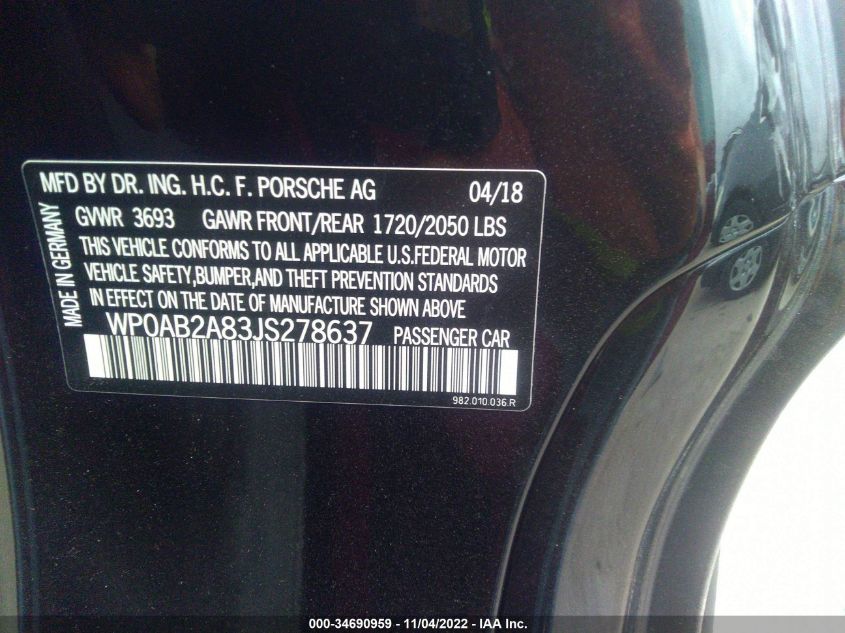 MFD BY DR. ING. H.C. F. PORSCHE AG 04/18
GVWR 3693 GAWR FRONT/REAR 1720/2050 LBS
THIS VEHICLE CONFORMS TO ALL APPLICABLE U.S.FEDERAL MOTOR
VEHICLE SAFETY,BUMPER,AND THEFT PREVENTION STANDARDS
IN EFFECT ON THE DATE OF MANUFACTURE SHOWN ABOVE
WP0AB2A83JS278637 PASSENGER CAR
982.010.036.R
MADE IN GERMANY
000-34690959 - 11/04/2022 - IAA Inc.